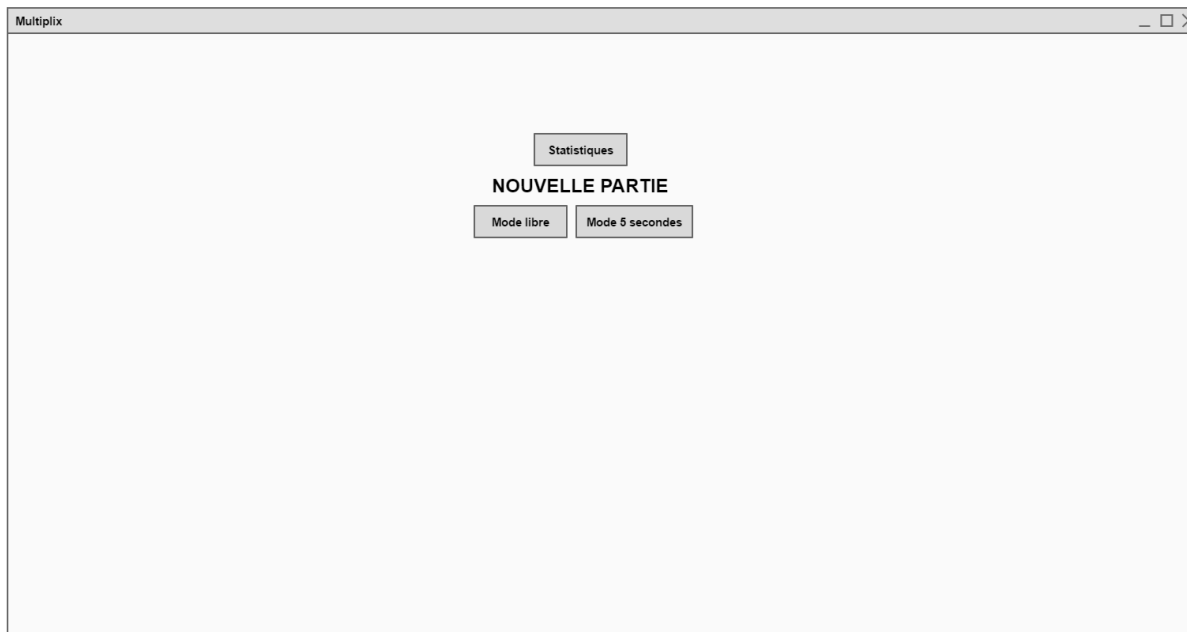 Multiplix
Statistiques
NOUVELLE PARTIE
Mode libre
Mode 5 secondes